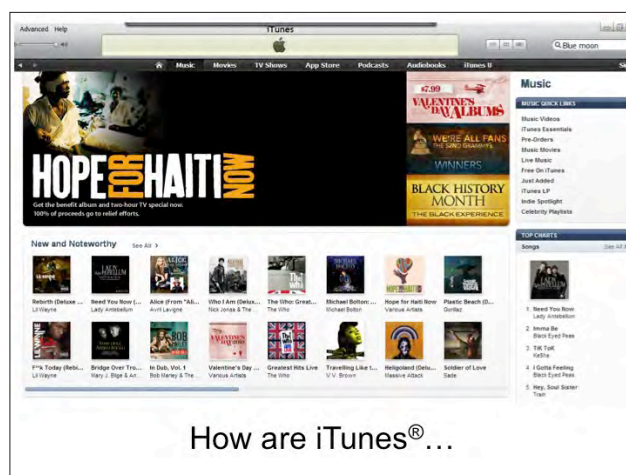 Advanced Help
iTunes
Blue moon
Music Movies TV Shows App Store Podcasts Audiobooks iTunes U
HOPE FOR HAITI NOW
Get the benefit album and two-hour TV special now.
100% of proceeds go to relief efforts.
$7.99
VALENTINE'S
DAY ALBUMS
WE'RE ALL FANS
THE 52ND GRAMMYS
WINNERS
BLACK HISTORY
MONTH
THE BLACK EXPERIENCE
Music
MUSIC QUICK LINKS
Music Videos
iTunes Essentials
Pre-Orders
Music Movies
Live Music
Free On iTunes
Just Added
iTunes LP
Indie Spotlight
Celebrity Playlists
New and Noteworthy See All >
Rebirth (Deluxe ... Need You Now (... Alice (From "Ali... Who I Am (Delux... The Who: Great... Michael Bolton: ... Hope for Haiti Now Plastic Beach (D...
Lil Wayne Lady Antebellum Avril Lavigne Nick Jonas & The ... The Who Michael Bolton Various Artists Gorillaz
F**k Today (Rebi... Bridge Over Tro... In Dub, Vol. 1 Valentine's Day ... Greatest Hits Live Travelling Like t... Heligoland (Delu... Soldier of Love
Lil Wayne Mary J. Blige & An... Bob Marley & The ... Various Artists The Who V.V. Brown Massive Attack Sade
TOP CHARTS
Songs See All
1. Need You Now
Lady Antebellum
2. Imma Be
Black Eyed Peas
3. TiK ToK
Ke$ha
4. I Gotta Feeling
Black Eyed Peas
5. Hey, Soul Sister
Train
How are iTunes®…